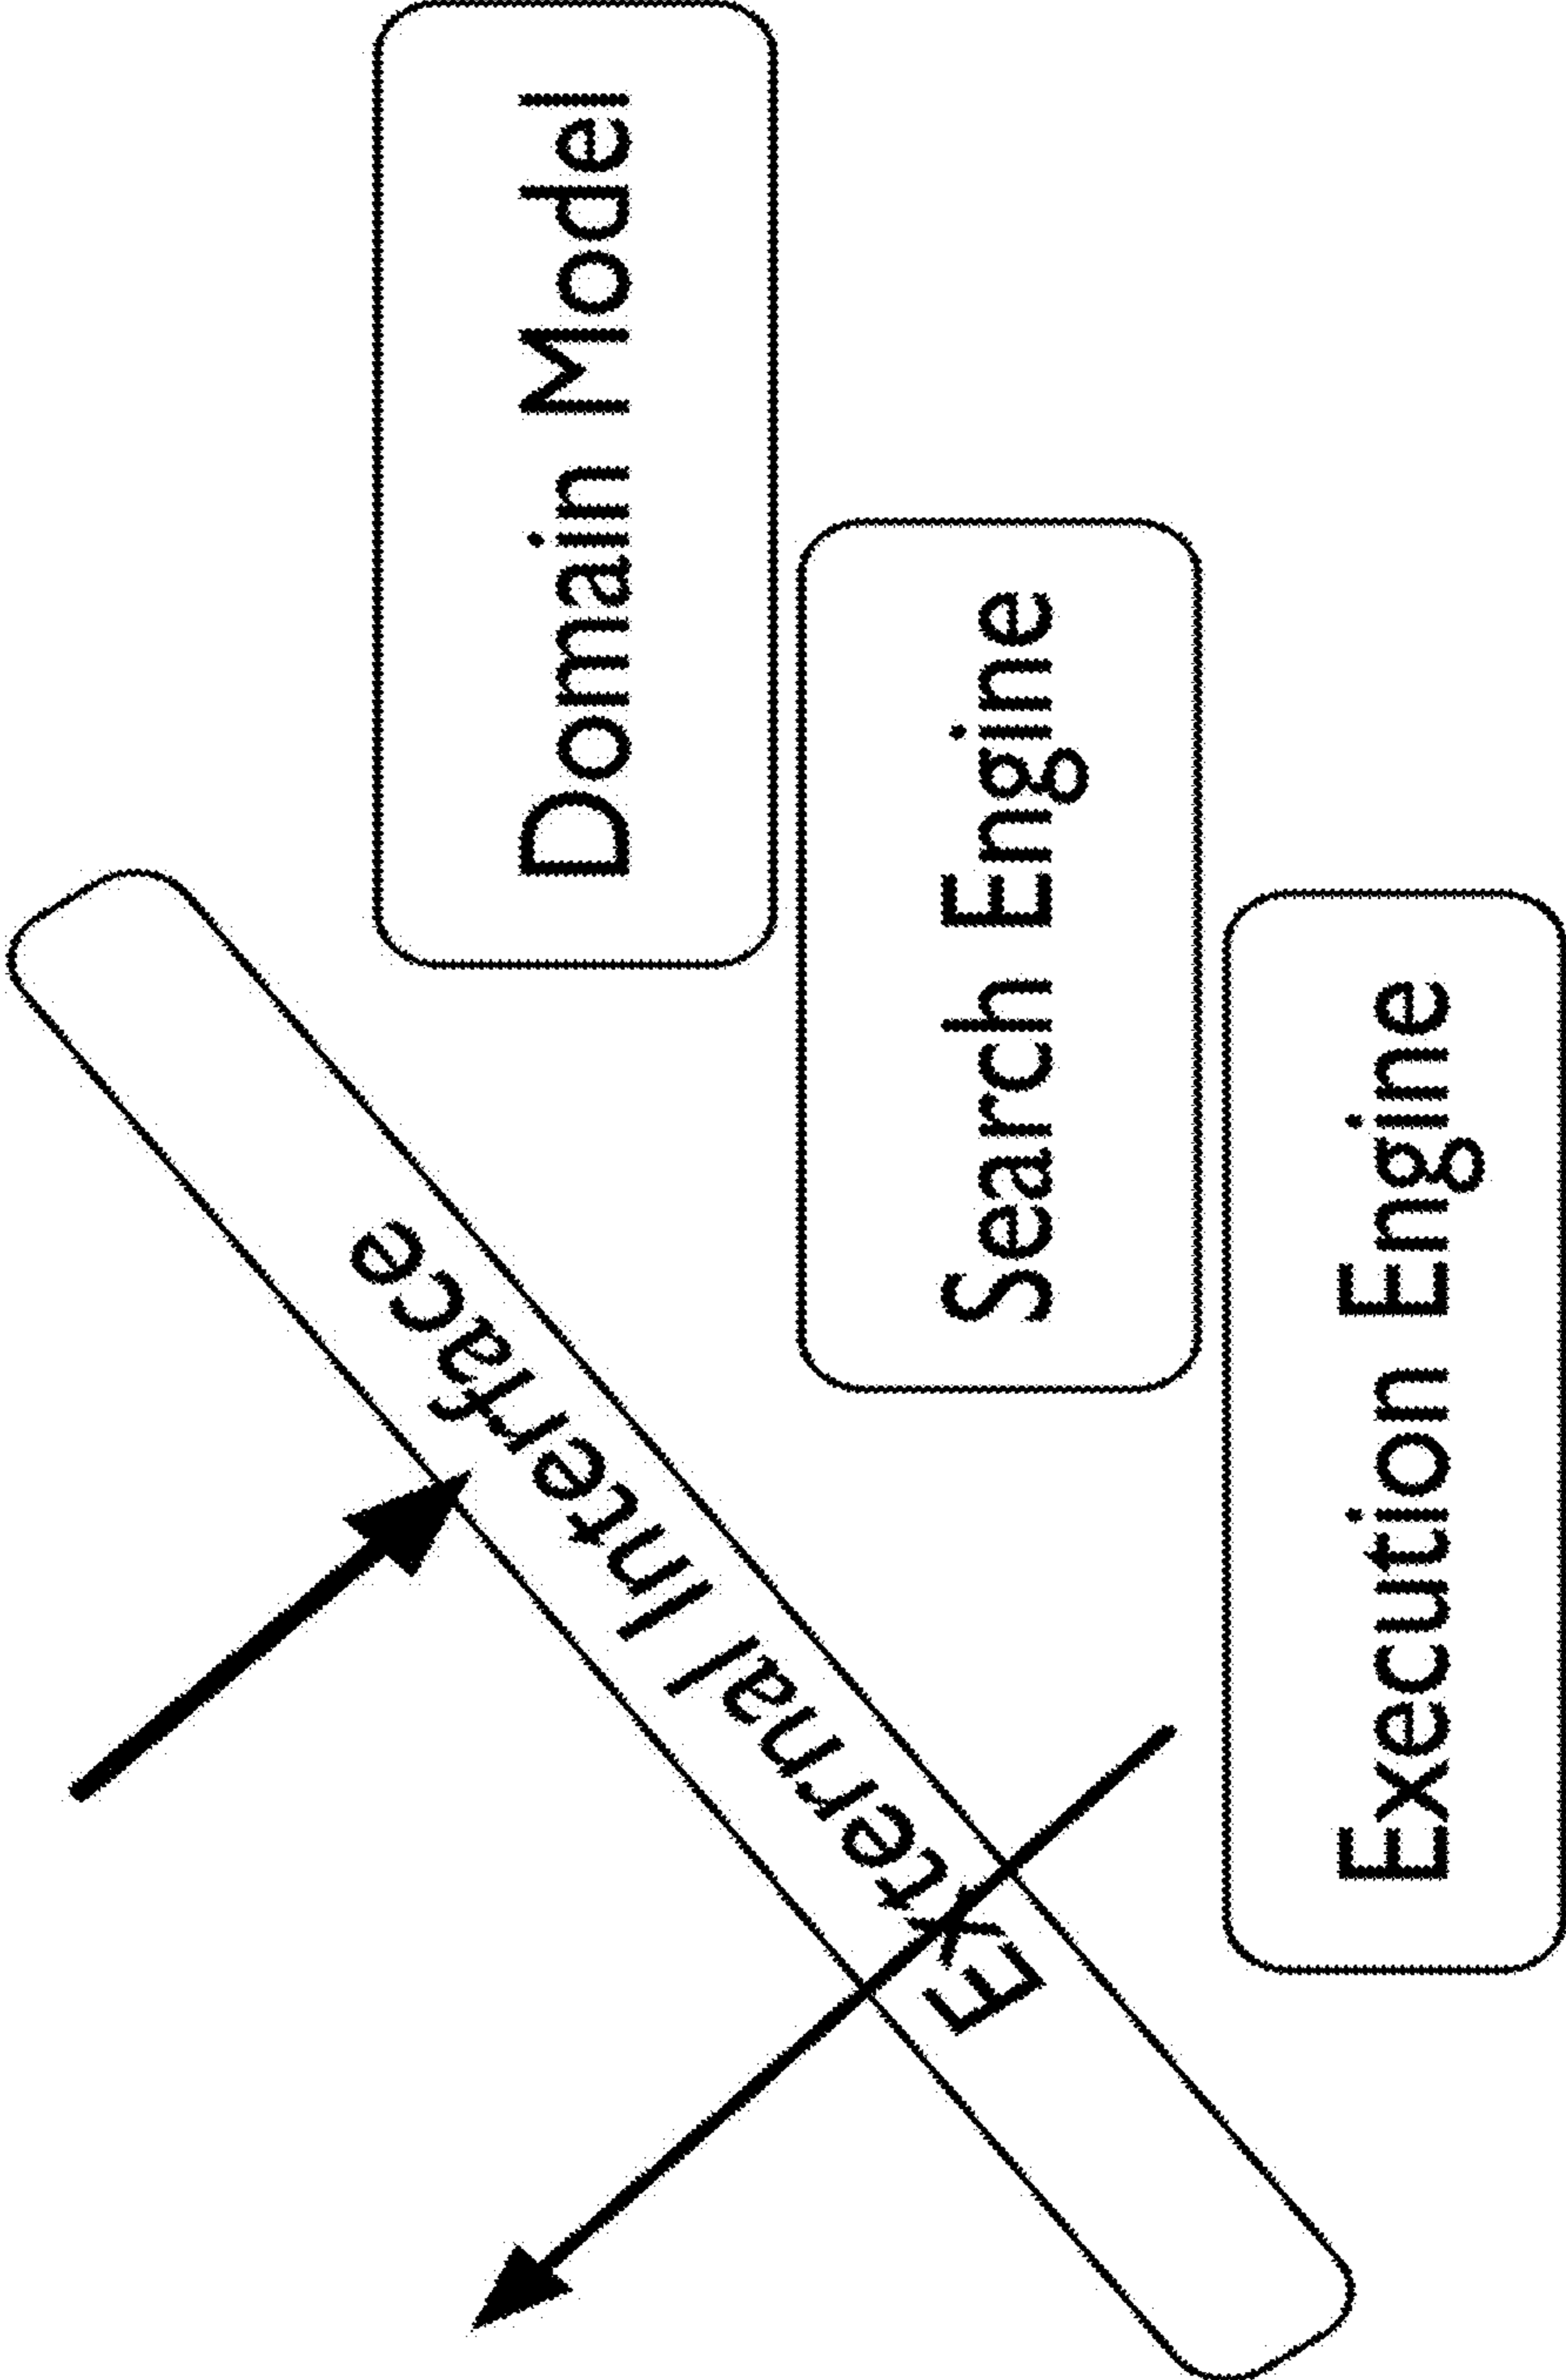 Domain Model
Search Engine
Execution Engine
External Interface